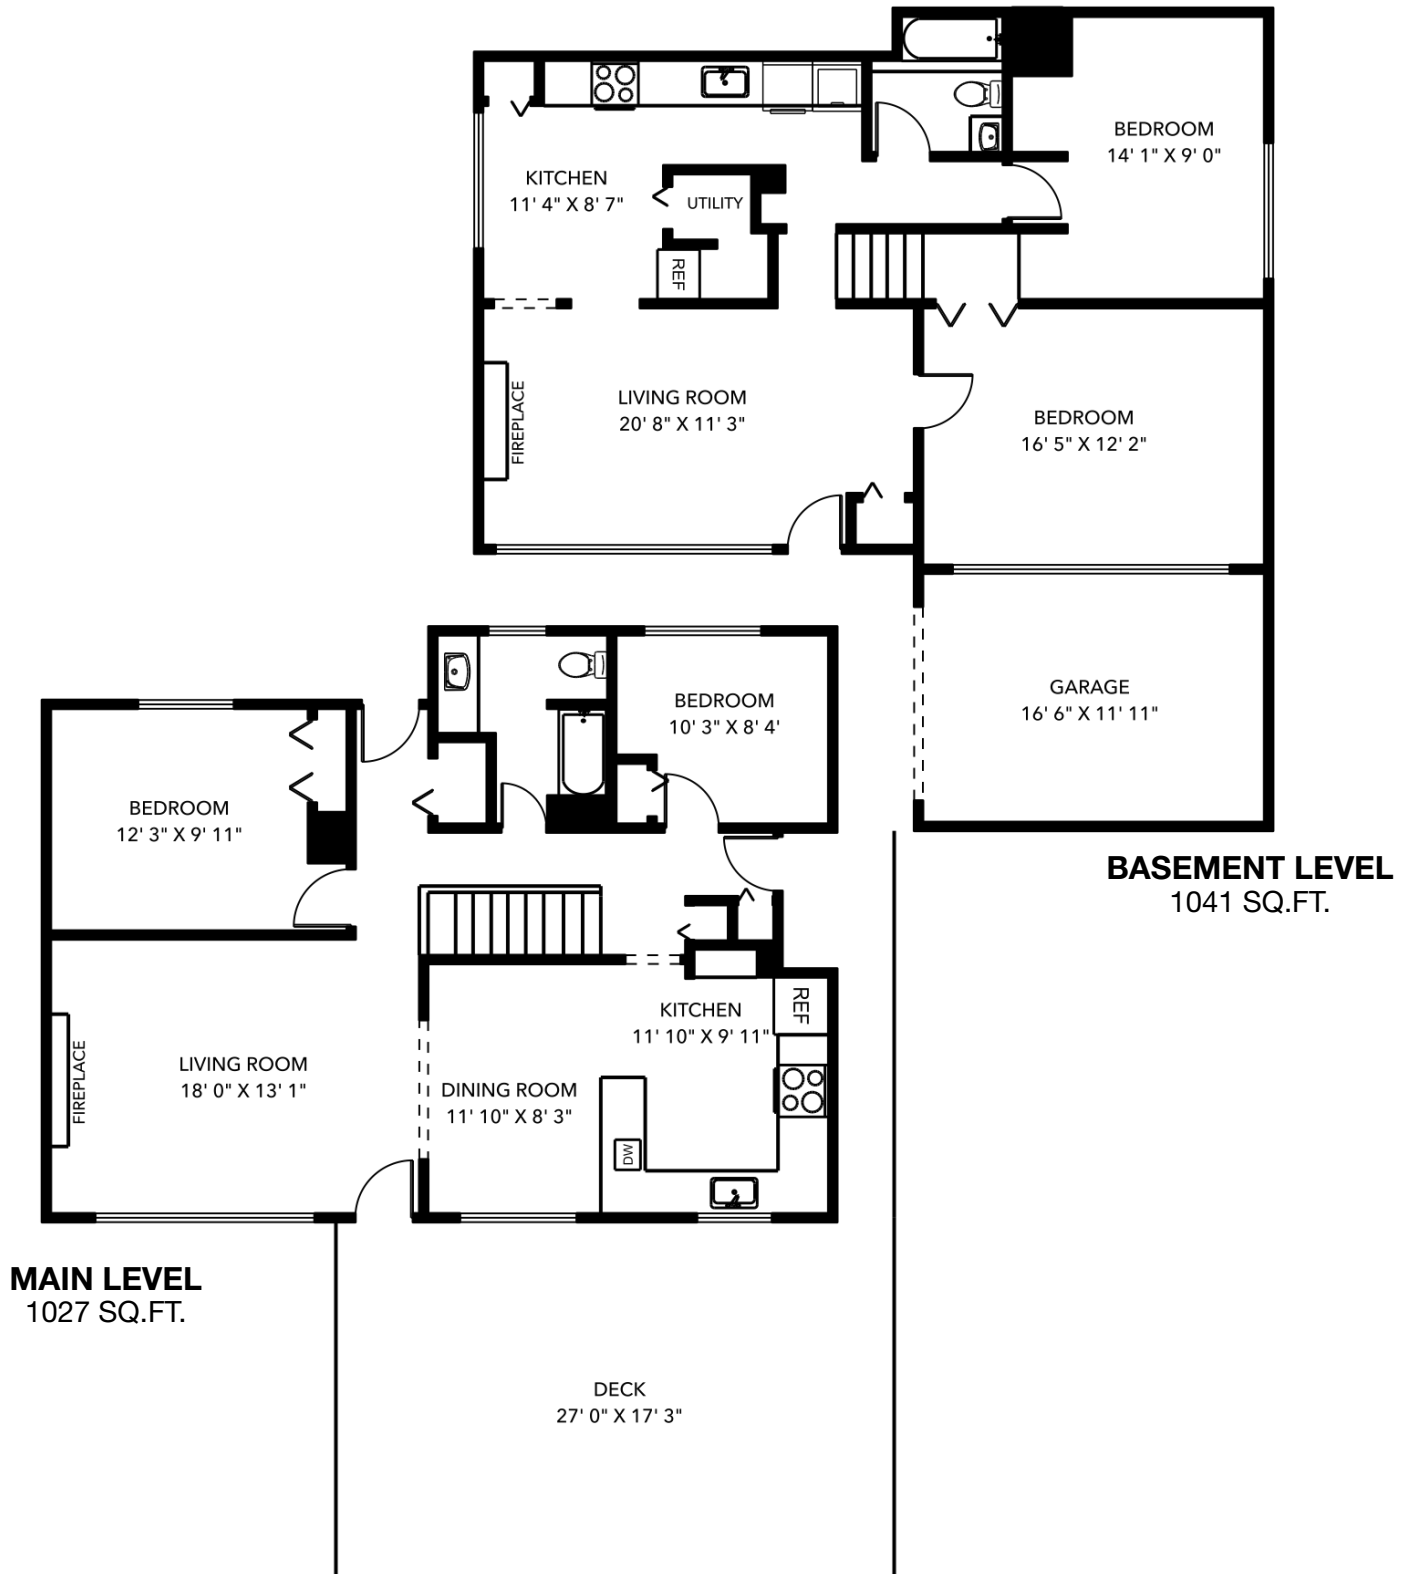 BEDROOM
14' 1" X 9' 0"
KITCHEN
11' 4" X 8' 7"
UTILITY
REF
LIVING ROOM
20' 8" X 11' 3"
FIREPLACE
BEDROOM
16' 5" X 12' 2"
GARAGE
16' 6" X 11' 11"
BASEMENT LEVEL
1041 SQ.FT.
BEDROOM
10' 3" X 8' 4'
BEDROOM
12' 3" X 9' 11"
KITCHEN
11' 10" X 9' 11"
REF
LIVING ROOM
18' 0" X 13' 1"
FIREPLACE
DINING ROOM
11' 10" X 8' 3"
DW
MAIN LEVEL
1027 SQ.FT.
DECK
27' 0" X 17' 3"